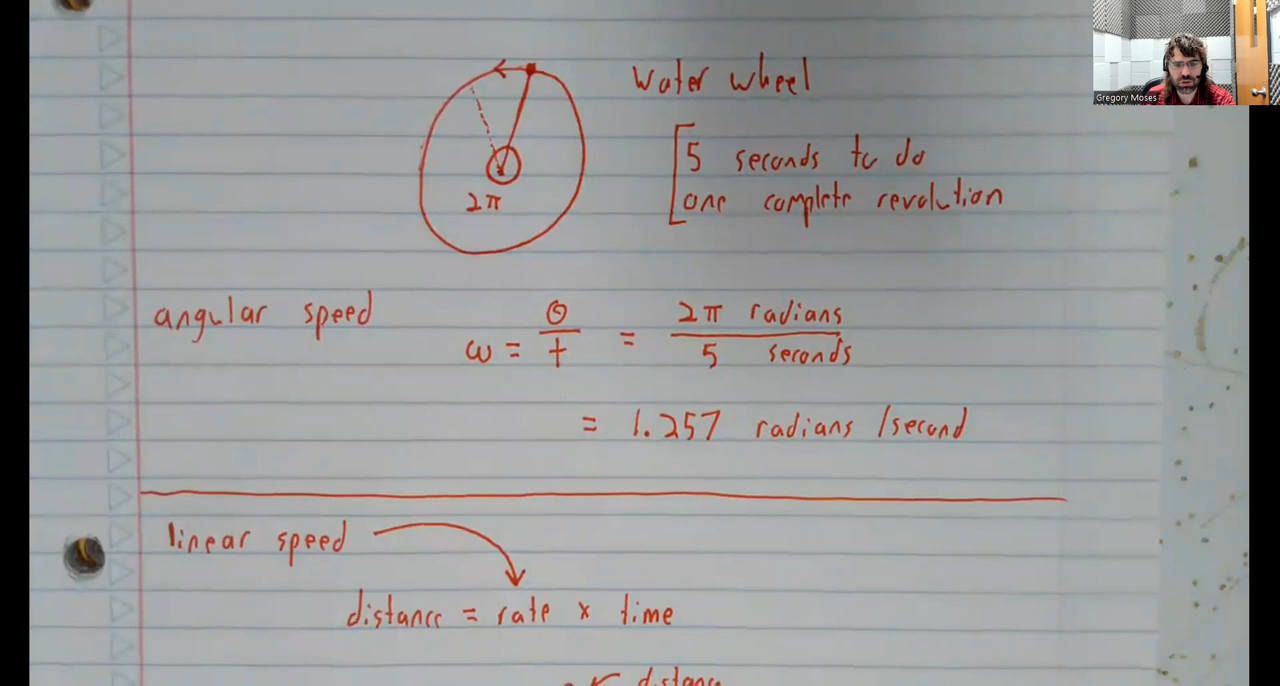 Gregory Moses
water wheel
5 seconds to do
one complete revolution
2π
angular speed
ω = θ/t = 2π radians / 5 seconds
= 1.257 radians /second
linear speed
distance = rate × time
distance